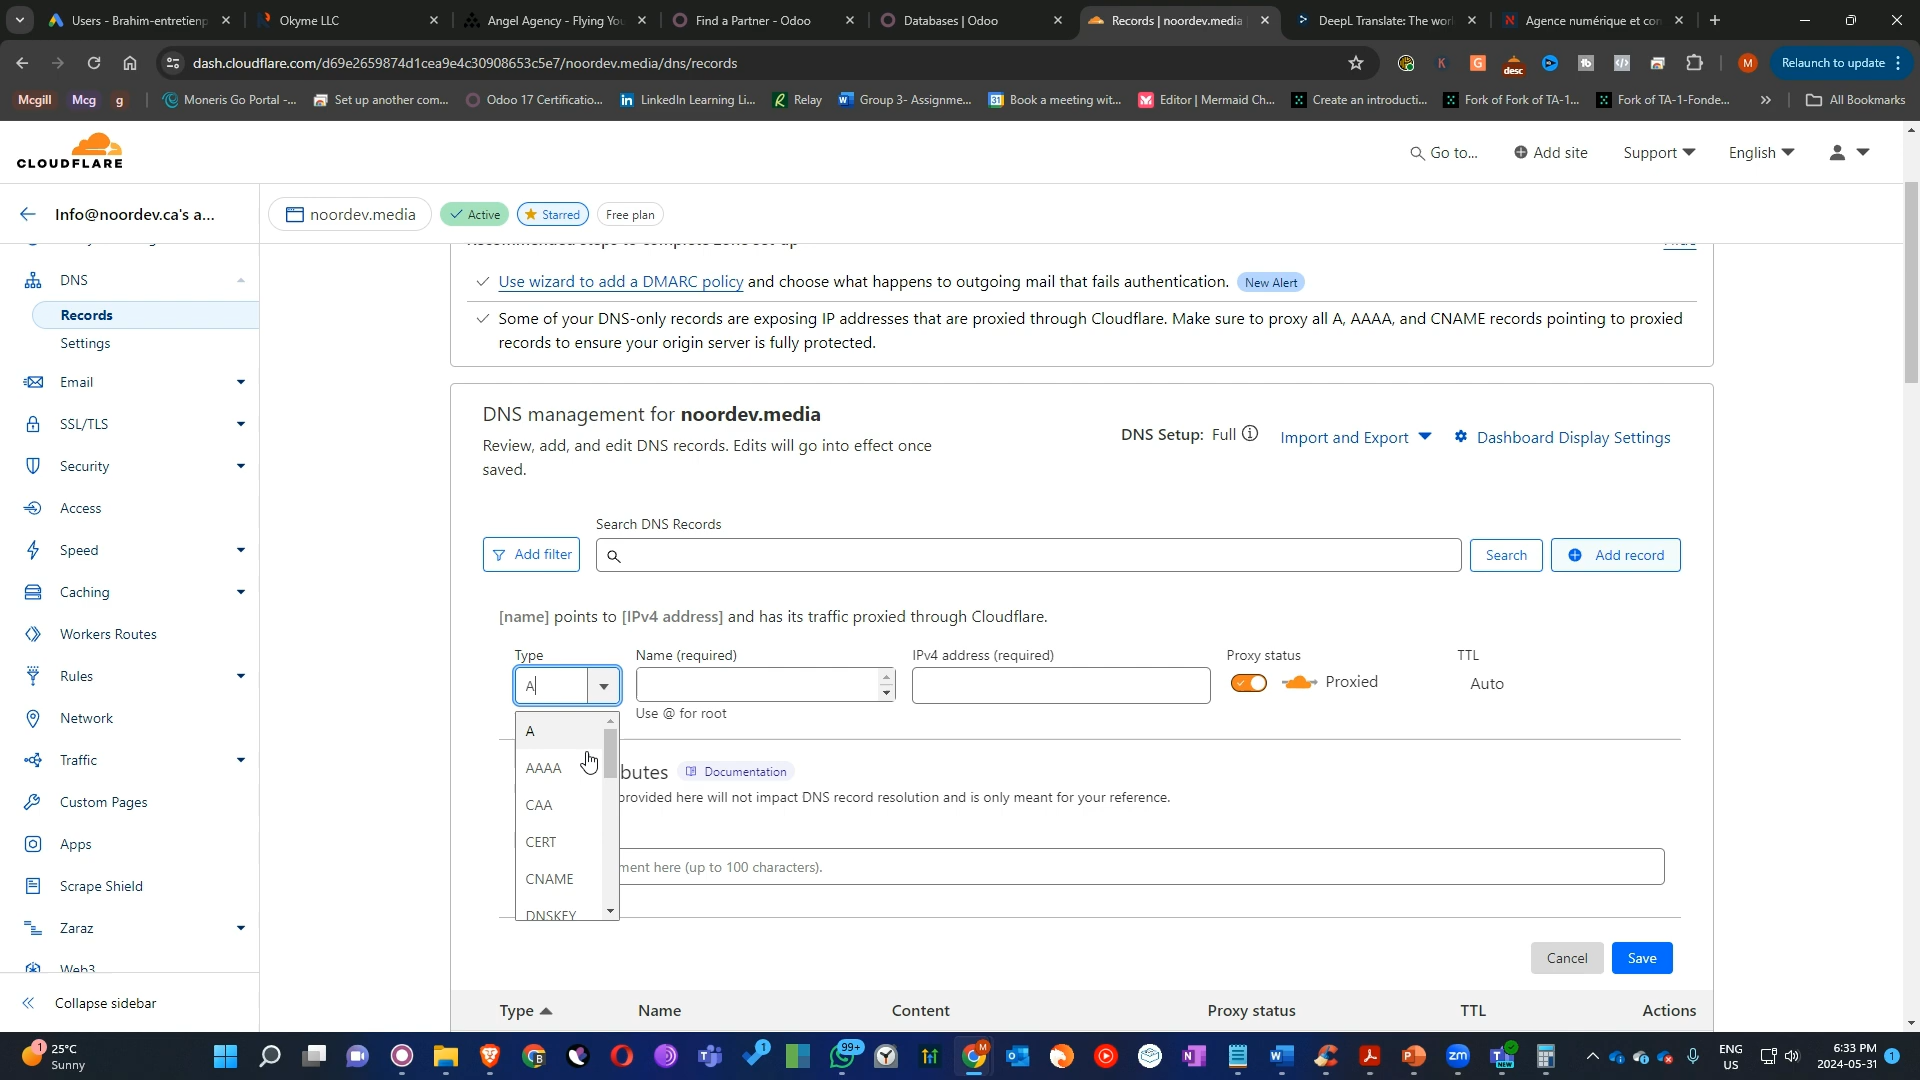 Users - Brahim-entretienp
Okyme LLC
Angel Agency - Flying You
Find a Partner - Odoo
Databases | Odoo
Records | noordev.media
DeepL Translate: The worl
Agence numérique et con
dash.cloudflare.com/d69e2659874d1cea9e4c30908653c5e7/noordev.media/dns/records
desc
M
Relaunch to update
Mcgill
Mcg
g
Moneris Go Portal -...
Set up another com...
Odoo 17 Certificatio...
LinkedIn Learning Li...
Relay
Group 3- Assignme...
Book a meeting wit...
Editor | Mermaid Ch...
Create an introducti...
Fork of Fork of TA-1...
Fork of TA-1-Fonde...
All Bookmarks
CLOUDFLARE
Go to...
Add site
Support
English
Info@noordev.ca's a...
noordev.media
Active
Starred
Free plan
DNS
Records
Settings
Email
SSL/TLS
Security
Access
Speed
Caching
Workers Routes
Rules
Network
Traffic
Custom Pages
Apps
Scrape Shield
Zaraz
Web3
Collapse sidebar
Use wizard to add a DMARC policy and choose what happens to outgoing mail that fails authentication. New Alert
Some of your DNS-only records are exposing IP addresses that are proxied through Cloudflare. Make sure to proxy all A, AAAA, and CNAME records pointing to proxied
records to ensure your origin server is fully protected.
DNS management for noordev.media
Review, add, and edit DNS records. Edits will go into effect once
saved.
DNS Setup: Full
Import and Export
Dashboard Display Settings
Search DNS Records
Add filter
Search
Add record
[name] points to [IPv4 address] and has its traffic proxied through Cloudflare.
Type
Name (required)
IPv4 address (required)
Proxy status
TTL
A
Proxied
Auto
Use @ for root
A
AAAA
CAA
CERT
CNAME
DNSKEY
butes
Documentation
provided here will not impact DNS record resolution and is only meant for your reference.
ment here (up to 100 characters).
Cancel
Save
Type
Name
Content
Proxy status
TTL
Actions
1
25°C
Sunny
99+
1
M
zm
NEW
ENG
US
6:33 PM
2024-05-31
1